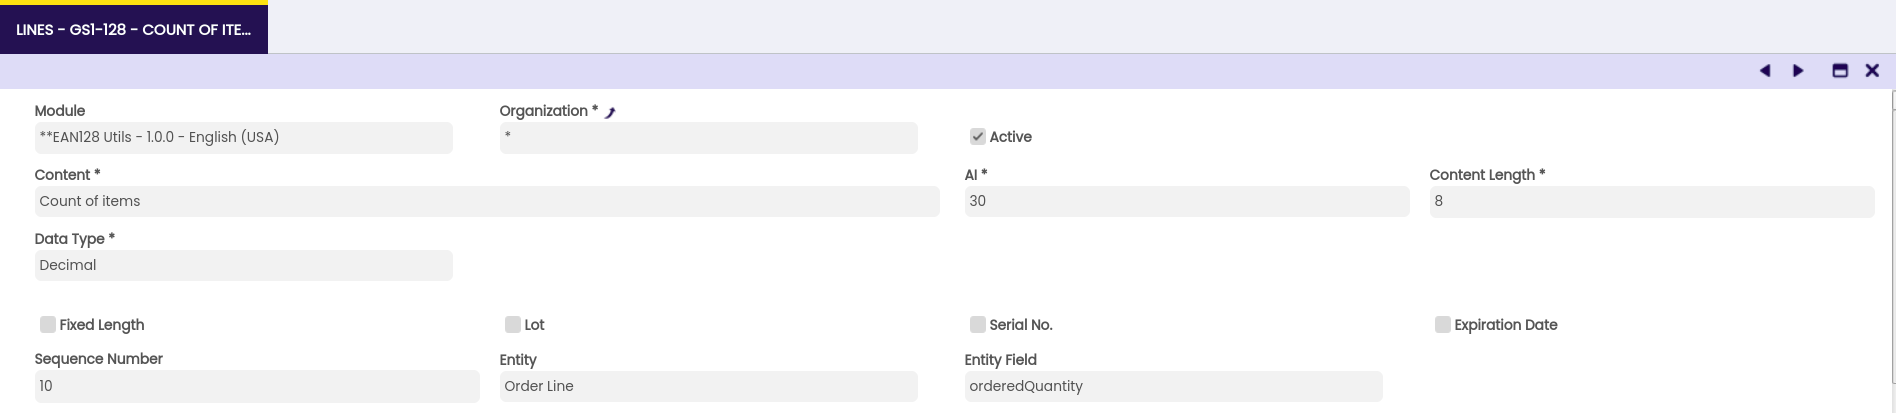 LINES - GS1-128 - COUNT OF ITE...
Module
Organization *
**EAN128 Utils - 1.0.0 - English (USA)
*
Active
Content *
AI *
Content Length *
Count of items
30
8
Data Type *
Decimal
Fixed Length
Lot
Serial No.
Expiration Date
Sequence Number
Entity
Entity Field
10
Order Line
orderedQuantity